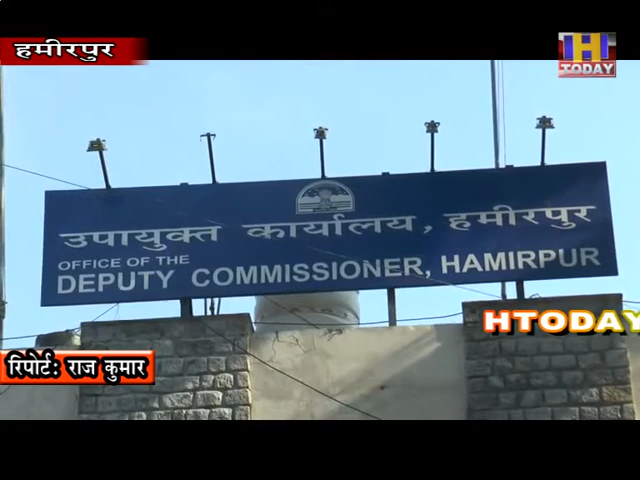 हमीरपुर
H
TODAY
उपायुक्त कार्यालय, हमीरपुर
OFFICE OF THE
DEPUTY COMMISSIONER, HAMIRPUR
HTODAY
रिपोर्ट: राज कुमार